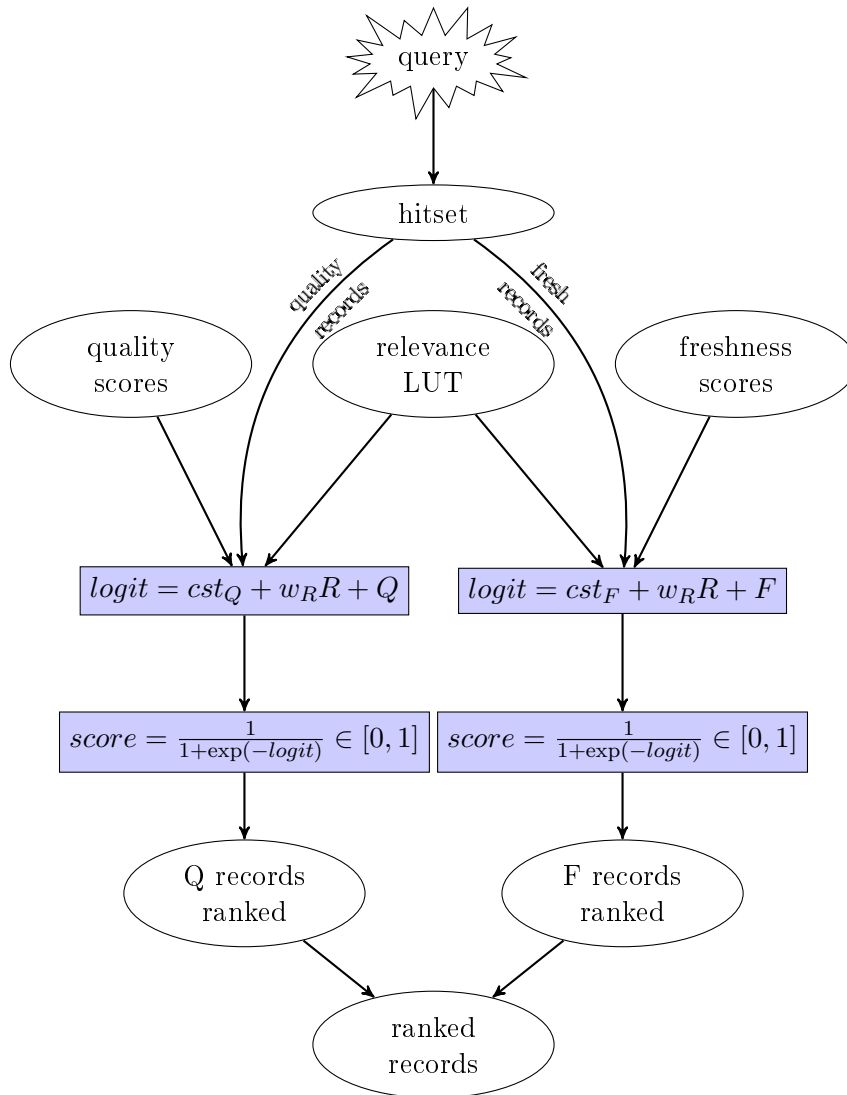 query
hitset
quality
records
fresh
records
quality
scores
relevance
LUT
freshness
scores
logit = cst_Q + w_R R + Q
logit = cst_F + w_R R + F
score = \frac{1}{1+exp(-logit)} ∈ [0, 1]
score = \frac{1}{1+exp(-logit)} ∈ [0, 1]
Q records
ranked
F records
ranked
ranked
records